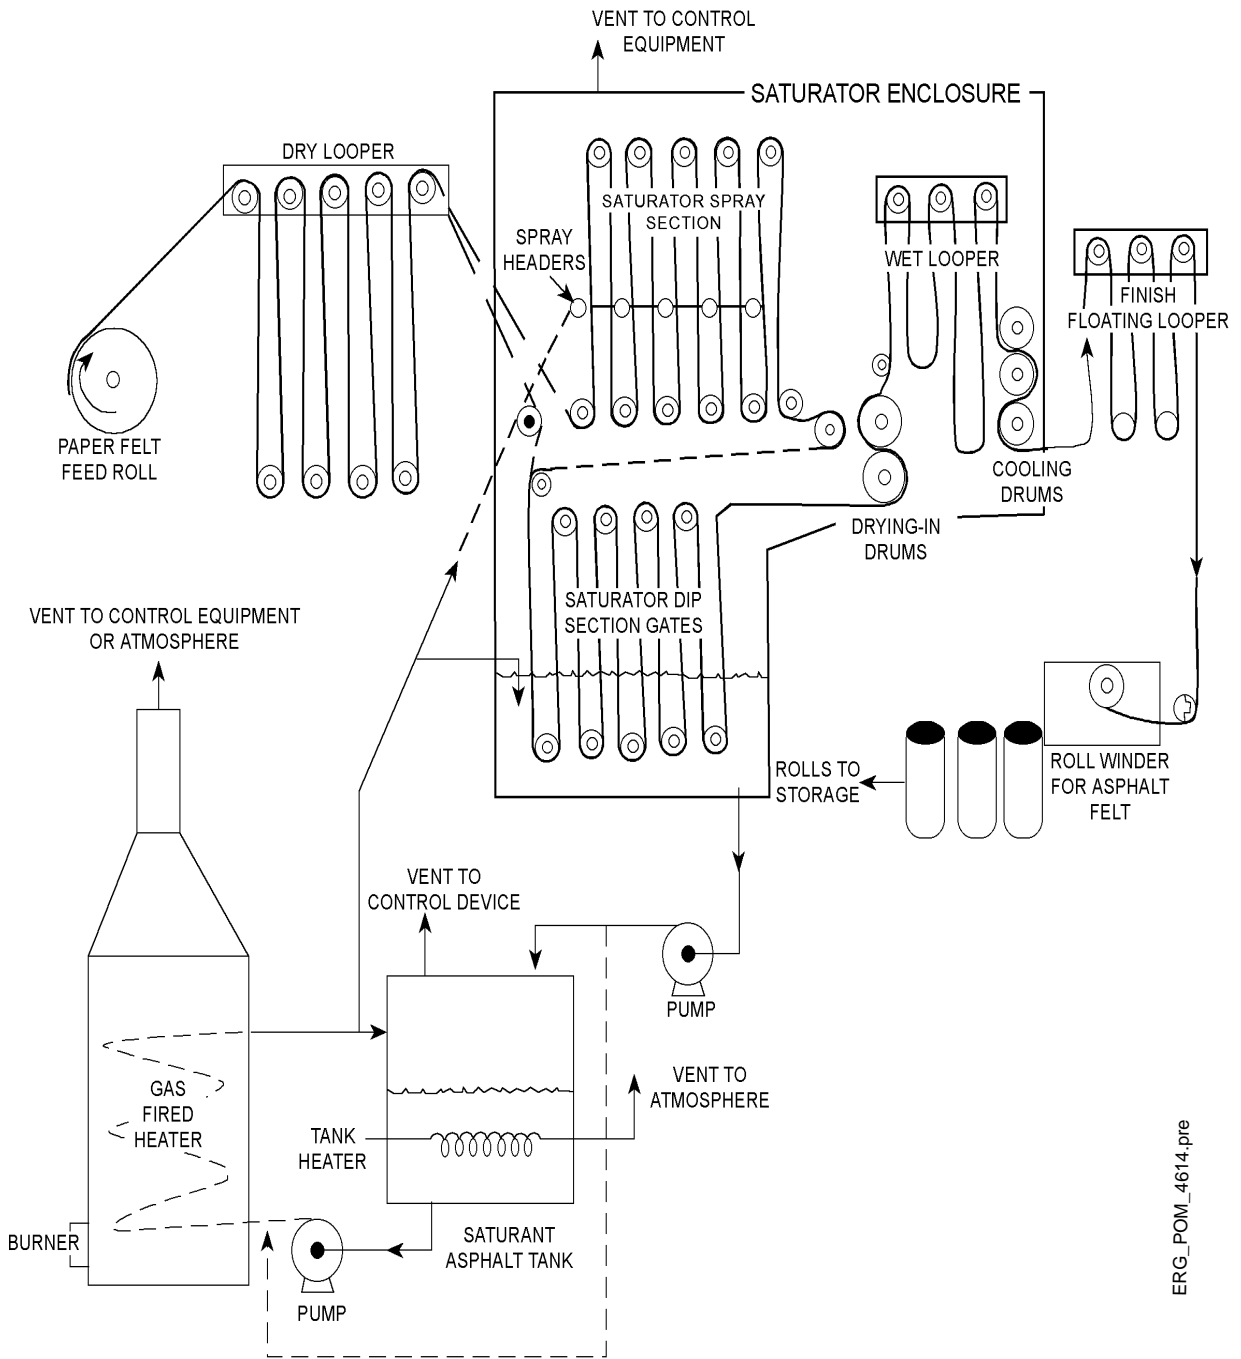 VENT TO CONTROL
EQUIPMENT
SATURATOR ENCLOSURE
DRY LOOPER
SATURATOR SPRAY
SECTION
SPRAY
HEADERS
WET LOOPER
FINISH
FLOATING LOOPER
PAPER FELT
FEED ROLL
COOLING
DRUMS
DRYING-IN
DRUMS
SATURATOR DIP
SECTION GATES
VENT TO CONTROL EQUIPMENT
OR ATMOSPHERE
ROLLS TO
STORAGE
ROLL WINDER
FOR ASPHALT
FELT
VENT TO
CONTROL DEVICE
PUMP
VENT TO
ATMOSPHERE
GAS
FIRED
HEATER
TANK
HEATER
BURNER
SATURANT
ASPHALT TANK
PUMP
ERG_POM_4614.pre